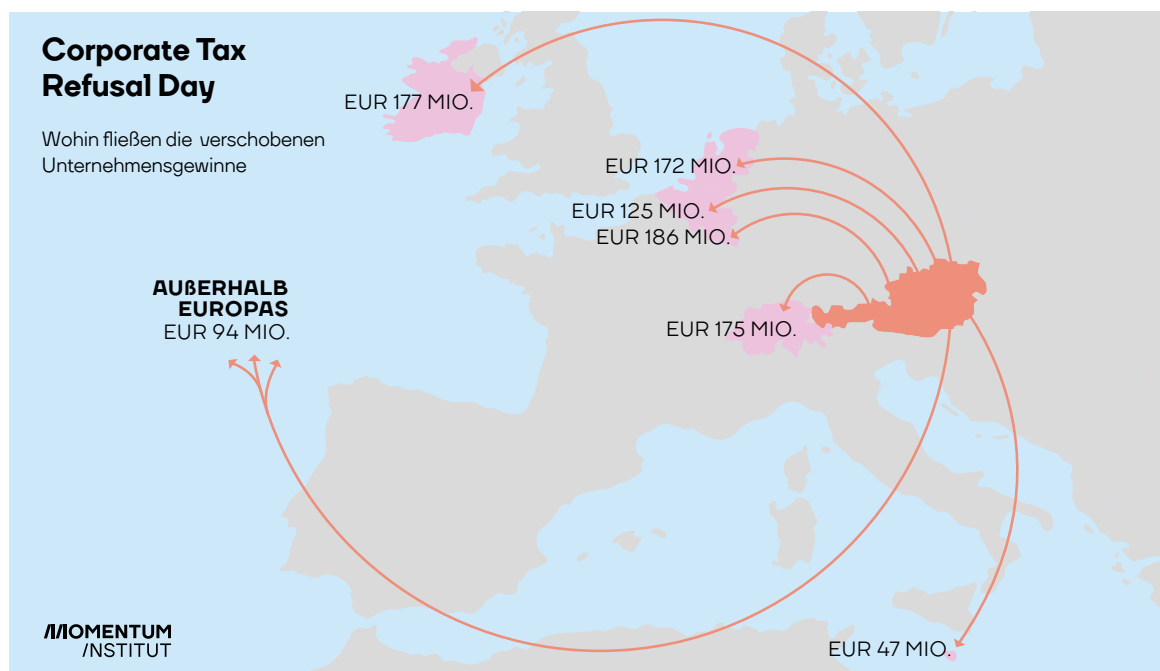 Corporate Tax
Refusal Day
Wohin fließen die verschobenen
Unternehmensgewinne
EUR 177 MIO.
EUR 172 MIO.
EUR 125 MIO.
EUR 186 MIO.
AUßERHALB
EUROPAS
EUR 94 MIO.
EUR 175 MIO.
EUR 47 MIO.
MOMENTUM
INSTITUT